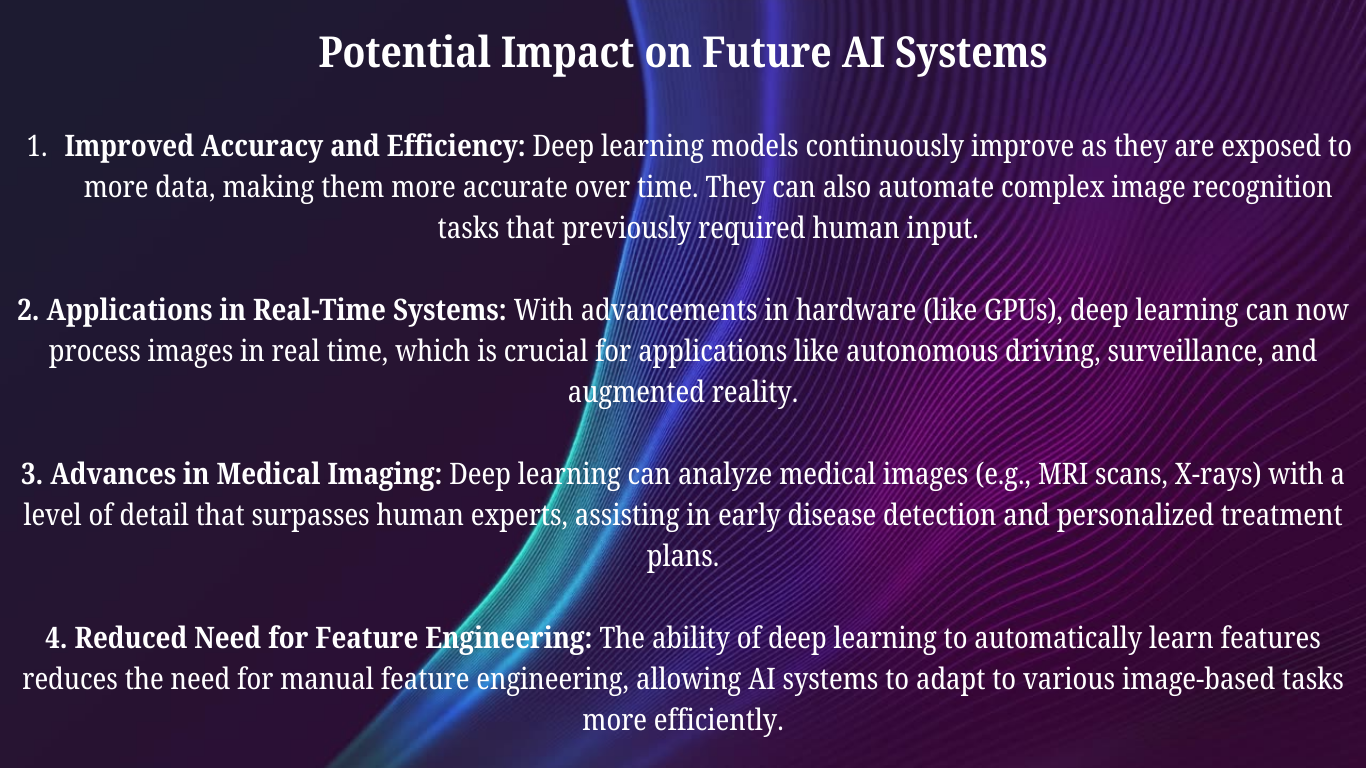 Potential Impact on Future AI Systems
1. Improved Accuracy and Efficiency: Deep learning models continuously improve as they are exposed to
more data, making them more accurate over time. They can also automate complex image recognition
tasks that previously required human input.
2. Applications in Real-Time Systems: With advancements in hardware (like GPUs), deep learning can now
process images in real time, which is crucial for applications like autonomous driving, surveillance, and
augmented reality.
3. Advances in Medical Imaging: Deep learning can analyze medical images (e.g., MRI scans, X-rays) with a
level of detail that surpasses human experts, assisting in early disease detection and personalized treatment
plans.
4. Reduced Need for Feature Engineering: The ability of deep learning to automatically learn features
reduces the need for manual feature engineering, allowing AI systems to adapt to various image-based tasks
more efficiently.